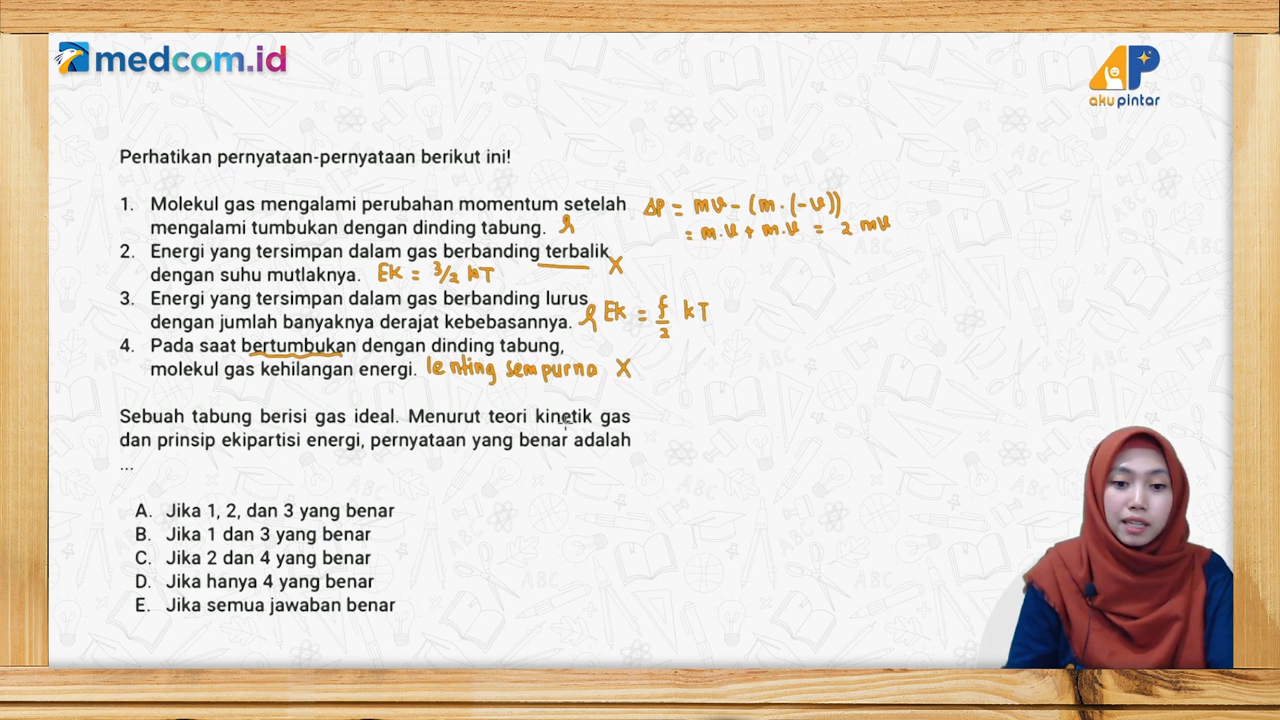 medcom.id
AP
aku pintar
Perhatikan pernyataan-pernyataan berikut ini!
1. Molekul gas mengalami perubahan momentum setelah ΔP = mv - (m . (-v))
mengalami tumbukan dengan dinding tabung. = m.v + m.v = 2 mv
2. Energi yang tersimpan dalam gas berbanding terbalik X
dengan suhu mutlaknya. EK = 3/2 kT
3. Energi yang tersimpan dalam gas berbanding lurus
dengan jumlah banyaknya derajat kebebasannya. Ek = f/2 kT
4. Pada saat bertumbukan dengan dinding tabung,
molekul gas kehilangan energi. lenting sempurna X
Sebuah tabung berisi gas ideal. Menurut teori kinetik gas
dan prinsip ekipartisi energi, pernyataan yang benar adalah
...
A. Jika 1, 2, dan 3 yang benar
B. Jika 1 dan 3 yang benar
C. Jika 2 dan 4 yang benar
D. Jika hanya 4 yang benar
E. Jika semua jawaban benar